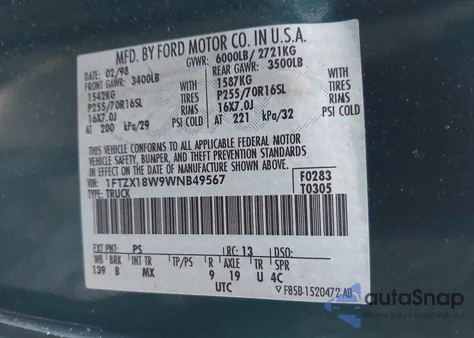 MFD. BY FORD MOTOR CO. IN U.S.A.
DATE: 02/98 GVWR: 6000LB/ 2721KG
FRONT GAWR: 3400LB REAR GAWR: 3500LB
1542KG WITH 1587KG WITH
P255/70R16SL TIRES P255/70R16SL TIRES
16X7.0J RIMS 16X7.0J RIMS
AT 200 kPa/29 PSI COLD AT 221 kPa/32 PSI COLD
THIS VEHICLE CONFORMS TO ALL APPLICABLE FEDERAL MOTOR
VEHICLE SAFETY, BUMPER, AND THEFT PREVENTION STANDARDS
IN EFFECT ON THE DATE OF MANUFACTURE SHOWN ABOVE.
VEHICLE IDENTIFICATION NO.:
1FTZX18W9WNB49567 F0283
TYPE: TRUCK T0305
EXT PNT: PS RC: 13 DSO:
WB BRK INT TR TP/PS R AXLE TR SPR
139 B MX 9 19 U 4C
UTC
F85B-1520472-AB
autoSnap